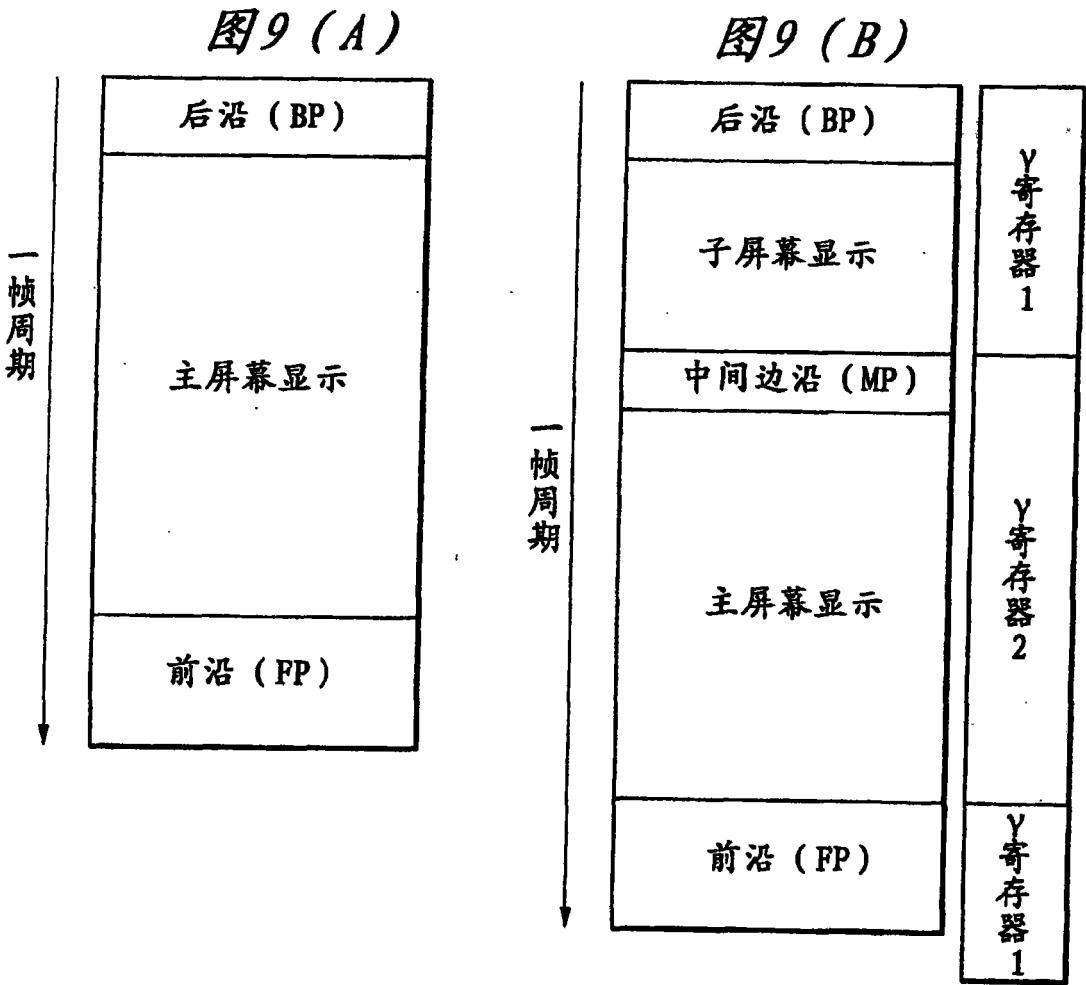 图9（A）
一帧周期
后沿（BP）
主屏幕显示
前沿（FP）
图9（B）
一帧周期
后沿（BP）
子屏幕显示
中间边沿（MP）
主屏幕显示
前沿（FP）
γ寄存器1
γ寄存器2
γ寄存器1